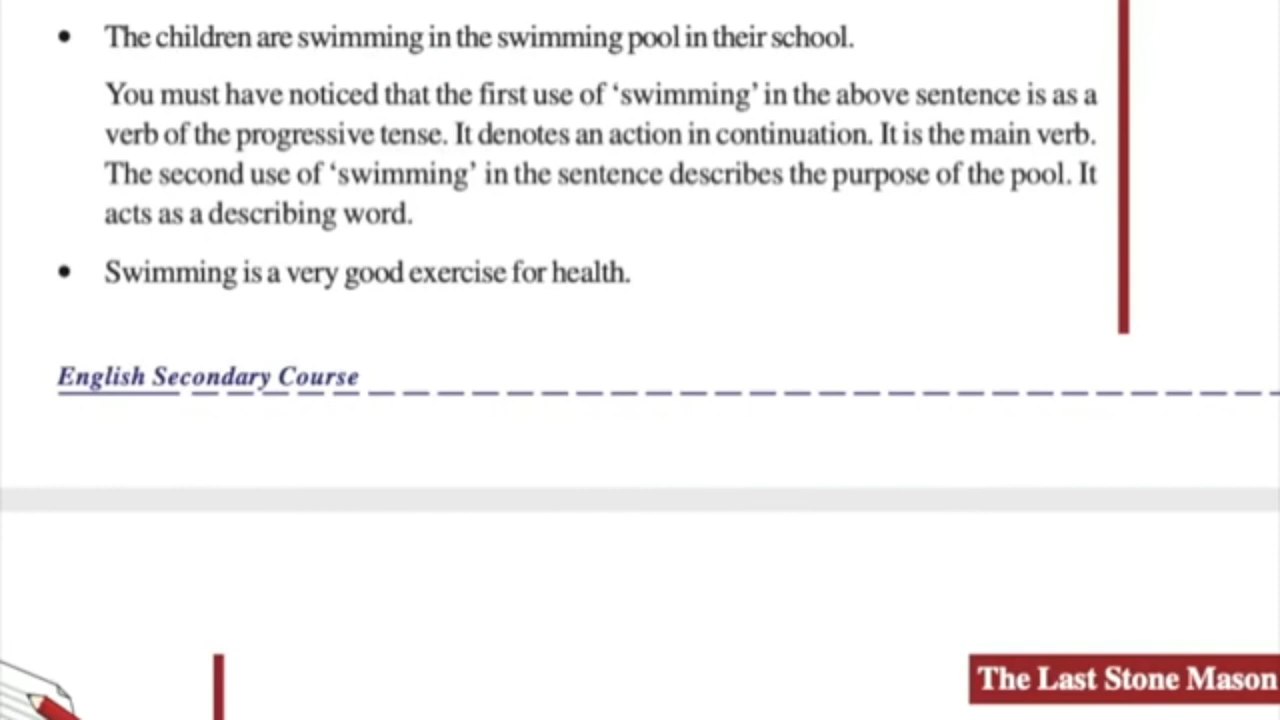 • The children are swimming in the swimming pool in their school.
You must have noticed that the first use of ‘swimming’ in the above sentence is as a
verb of the progressive tense. It denotes an action in continuation. It is the main verb.
The second use of ‘swimming’ in the sentence describes the purpose of the pool. It
acts as a describing word.
• Swimming is a very good exercise for health.
English Secondary Course
The Last Stone Mason